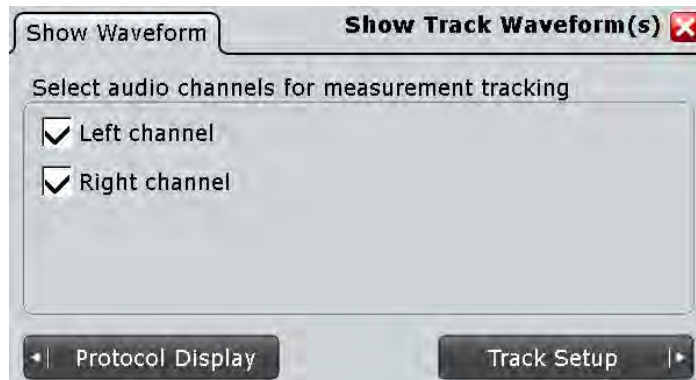 Show Waveform
Show Track Waveform(s)
Select audio channels for measurement tracking
Left channel
Right channel
Protocol Display
Track Setup